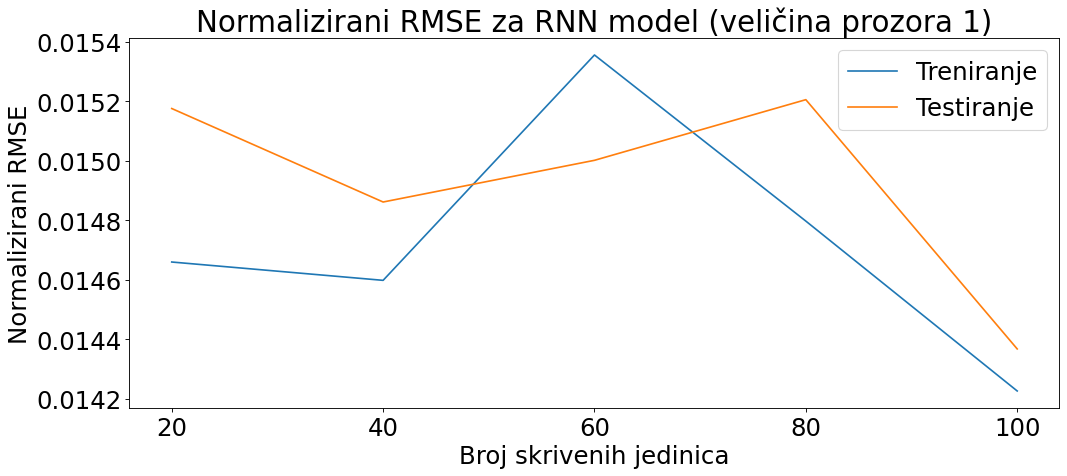 Normalizirani RMSE za RNN model (veličina prozora 1)
Normalizirani RMSE
0.0154
0.0152
0.0150
0.0148
0.0146
0.0144
0.0142
Treniranje
Testiranje
20 40 60 80 100
Broj skrivenih jedinica